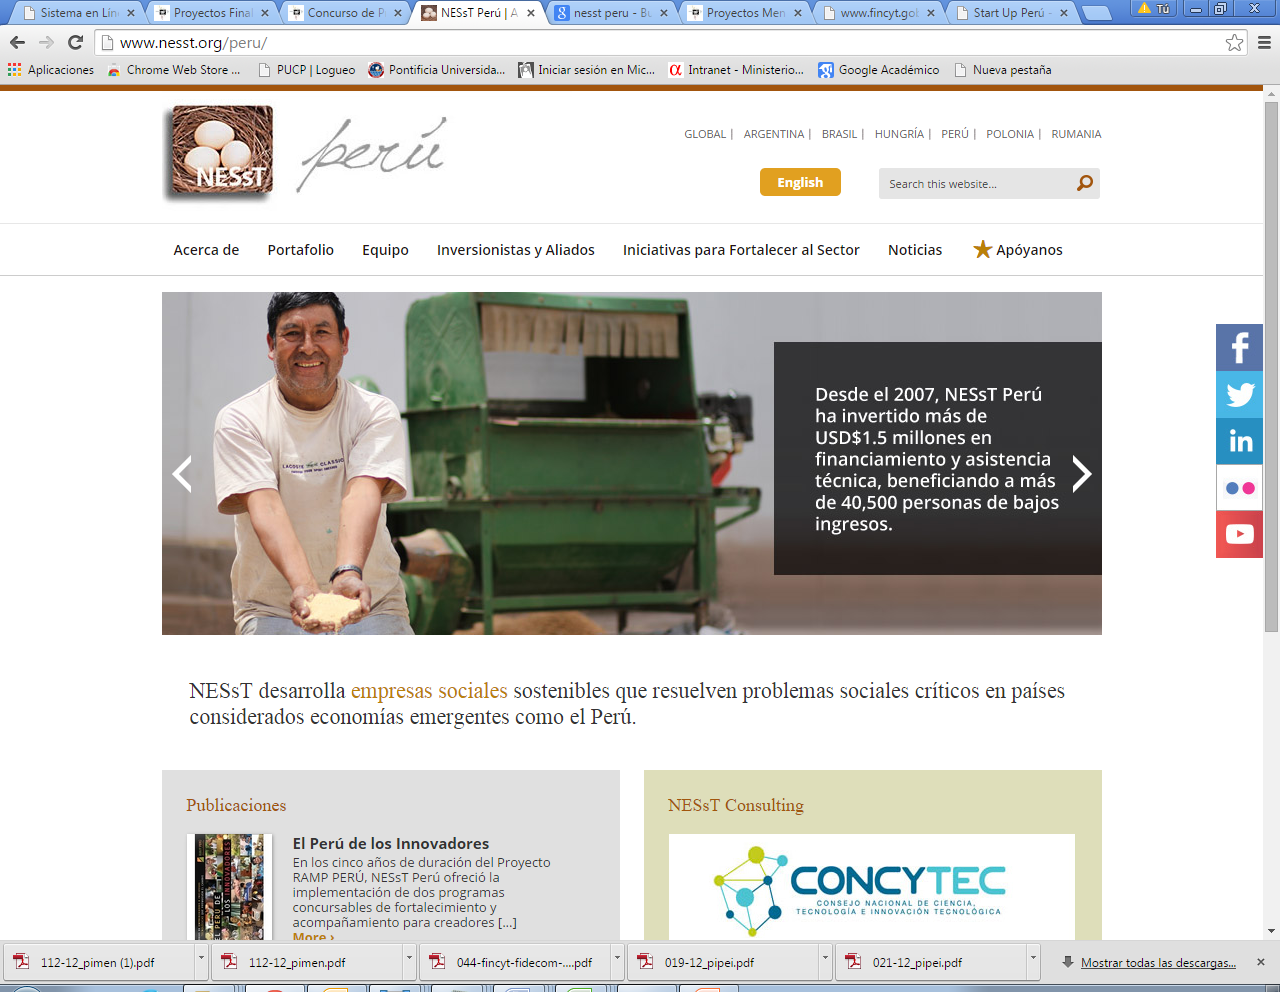 Sistema en Lín
Proyectos Final
Concurso de P
NESsT Perú | A
nesst peru - Bu
Proyectos Men
www.fincyt.gob
Start Up Perú -
Tú
www.nesst.org/peru/
Aplicaciones
Chrome Web Store ...
PUCP | Logueo
Pontificia Universida...
Iniciar sesión en Mic...
Intranet - Ministerio...
Google Académico
Nueva pestaña
NESsT
perú
GLOBAL | ARGENTINA | BRASIL | HUNGRÍA | PERÚ | POLONIA | RUMANIA
English
Search this website...
Acerca de
Portafolio
Equipo
Inversionistas y Aliados
Iniciativas para Fortalecer al Sector
Noticias
Apóyanos
LACOSTE CLASSIC
Desde el 2007, NESsT Perú
ha invertido más de
USD$1.5 millones en
financiamiento y asistencia
técnica, beneficiando a más
de 40,500 personas de bajos
ingresos.
NESsT desarrolla empresas sociales sostenibles que resuelven problemas sociales críticos en países
considerados economías emergentes como el Perú.
Publicaciones
EL PERÚ DE
LOS INNOVADORES
El Perú de los Innovadores
En los cinco años de duración del Proyecto
RAMP PERÚ, NESsT Perú ofreció la
implementación de dos programas
concursables de fortalecimiento y
acompañamiento para creadores [...]
More ›
NESsT Consulting
CONCYTEC
CONSEJO NACIONAL DE CIENCIA,
TECNOLOGÍA E INNOVACIÓN TECNOLÓGICA
112-12_pimen (1).pdf
112-12_pimen.pdf
044-fincyt-fidecom-....pdf
019-12_pipei.pdf
021-12_pipei.pdf
Mostrar todas las descargas...